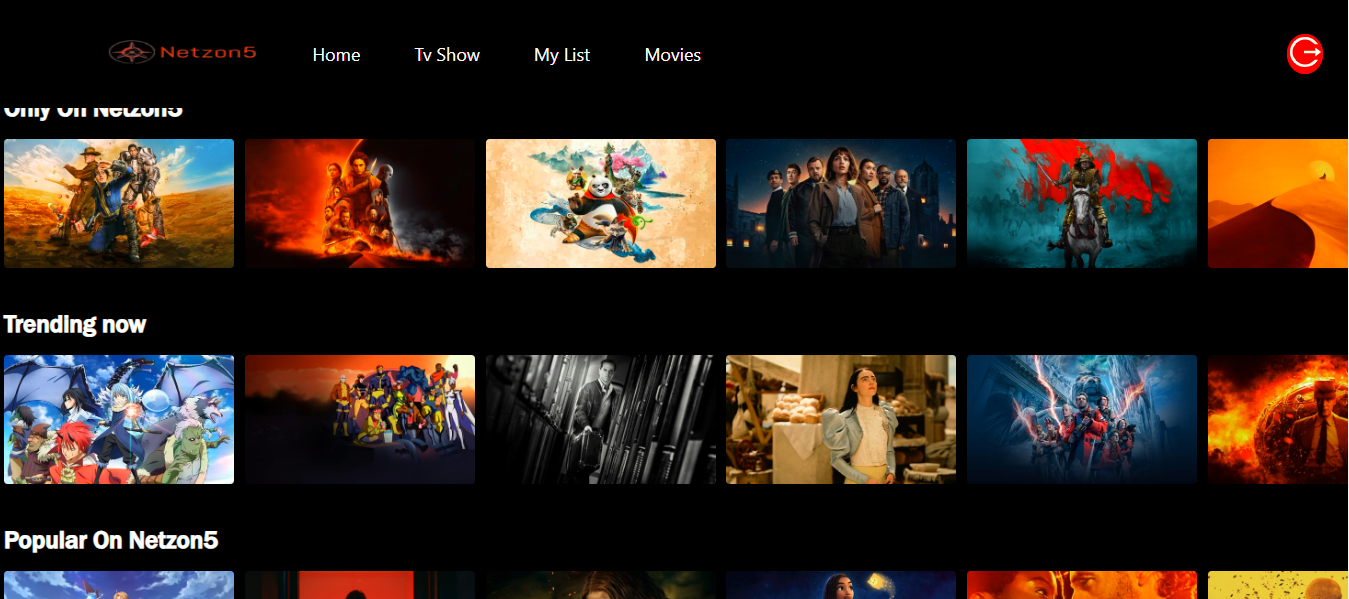 Netzon5
Home
Tv Show
My List
Movies
Only On Netzon5
Trending now
Popular On Netzon5